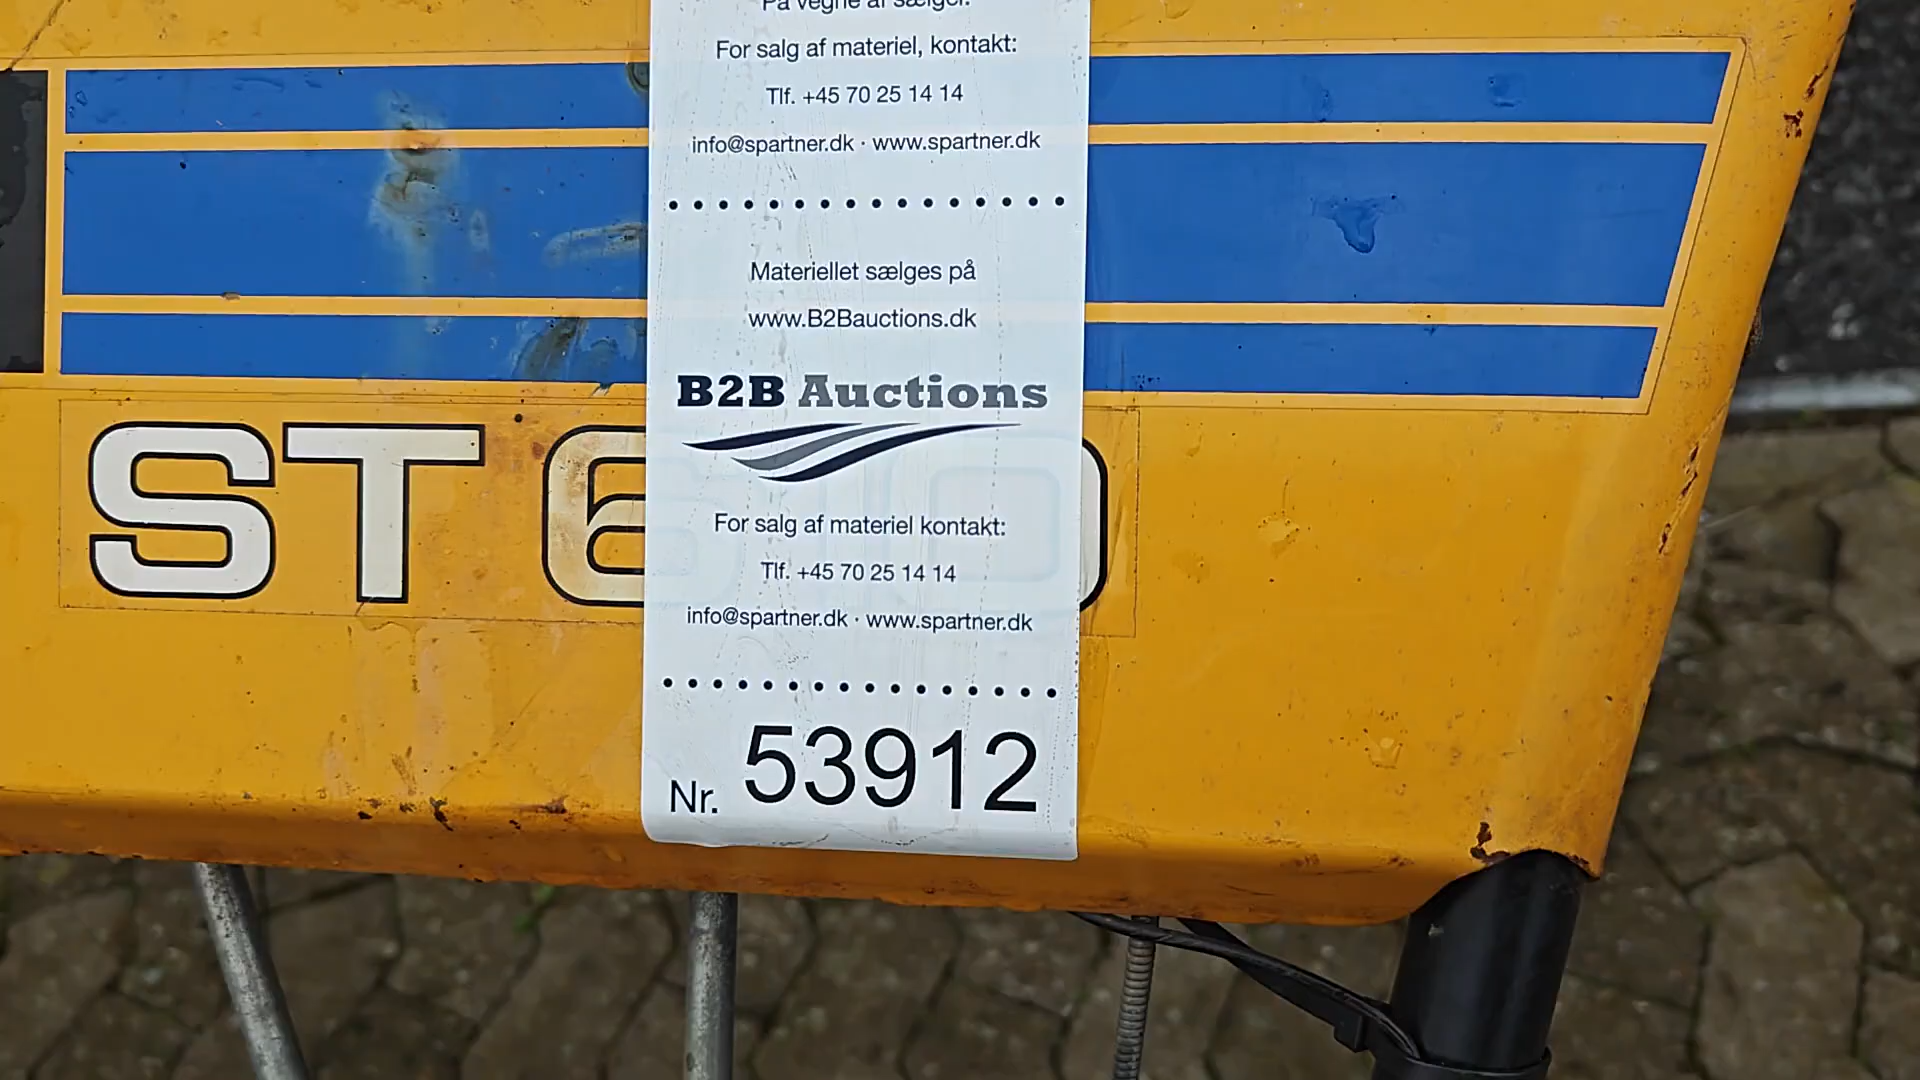 På vegne af sælger.
For salg af materiel, kontakt:
Tlf. +45 70 25 14 14
info@spartner.dk · www.spartner.dk
Materiellet sælges på
www.B2Bauctions.dk
B2B Auctions
ST 6
For salg af materiel kontakt:
Tlf. +45 70 25 14 14
info@spartner.dk · www.spartner.dk
Nr. 53912